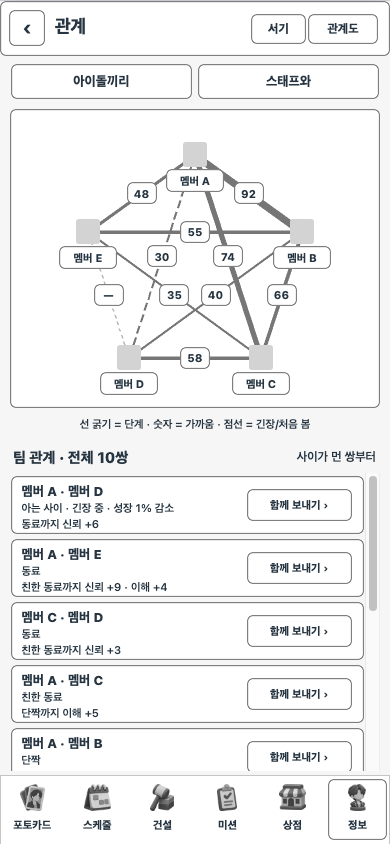 ‹ 관계 서기 관계도
아이돌끼리 스태프와
멤버 A
48 92
55
멤버 E 30 74 멤버 B
— 35 40 66
58
멤버 D 멤버 C
선 굵기 = 단계 · 숫자 = 가까움 · 점선 = 긴장/처음 봄
팀 관계 · 전체 10쌍 사이가 먼 쌍부터
멤버 A · 멤버 D
아는 사이 · 긴장 중 · 성장 1% 감소
동료까지 신뢰 +6
함께 보내기 ›
멤버 A · 멤버 E
동료
친한 동료까지 신뢰 +9 · 이해 +4
함께 보내기 ›
멤버 C · 멤버 D
동료
친한 동료까지 신뢰 +3
함께 보내기 ›
멤버 A · 멤버 C
친한 동료
단짝까지 이해 +5
함께 보내기 ›
멤버 A · 멤버 B
단짝
함께 보내기 ›
포토카드 스케줄 건설 미션 상점 정보